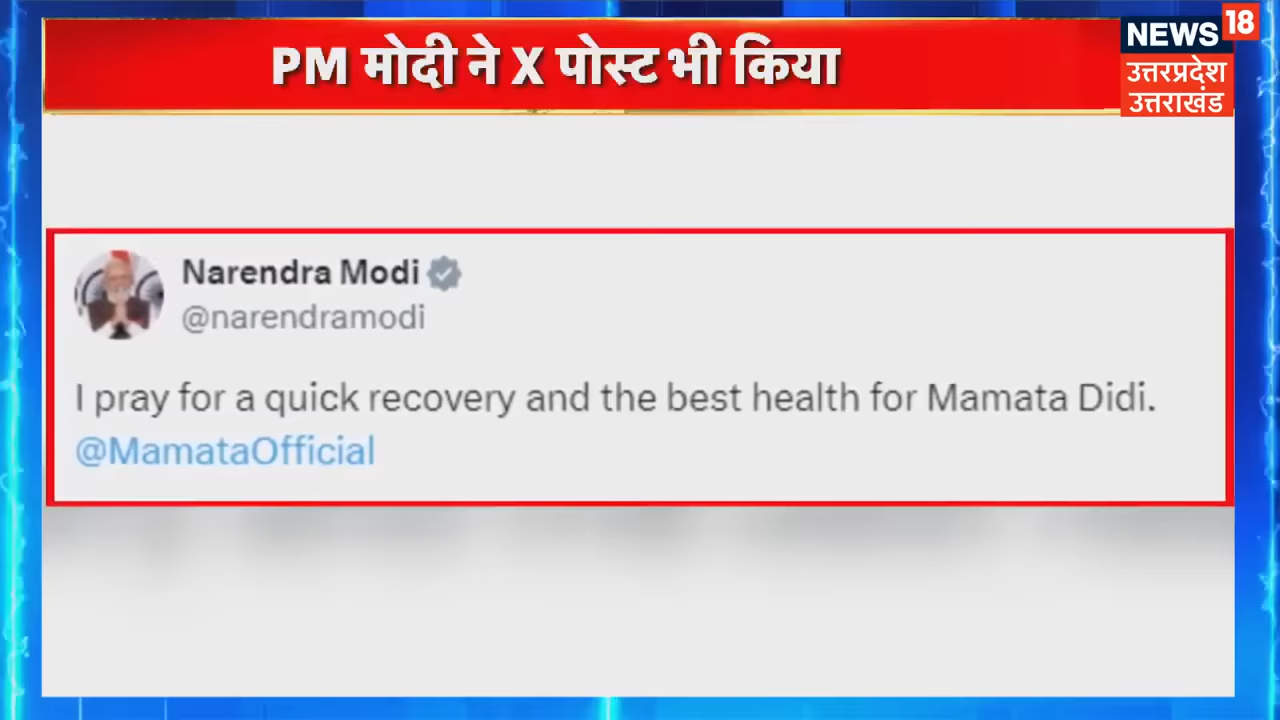 PM मोदी ने X पोस्ट भी किया
NEWS 18
उत्तरप्रदेश
उत्तराखंड
Narendra Modi
@narendramodi
I pray for a quick recovery and the best health for Mamata Didi.
@MamataOfficial